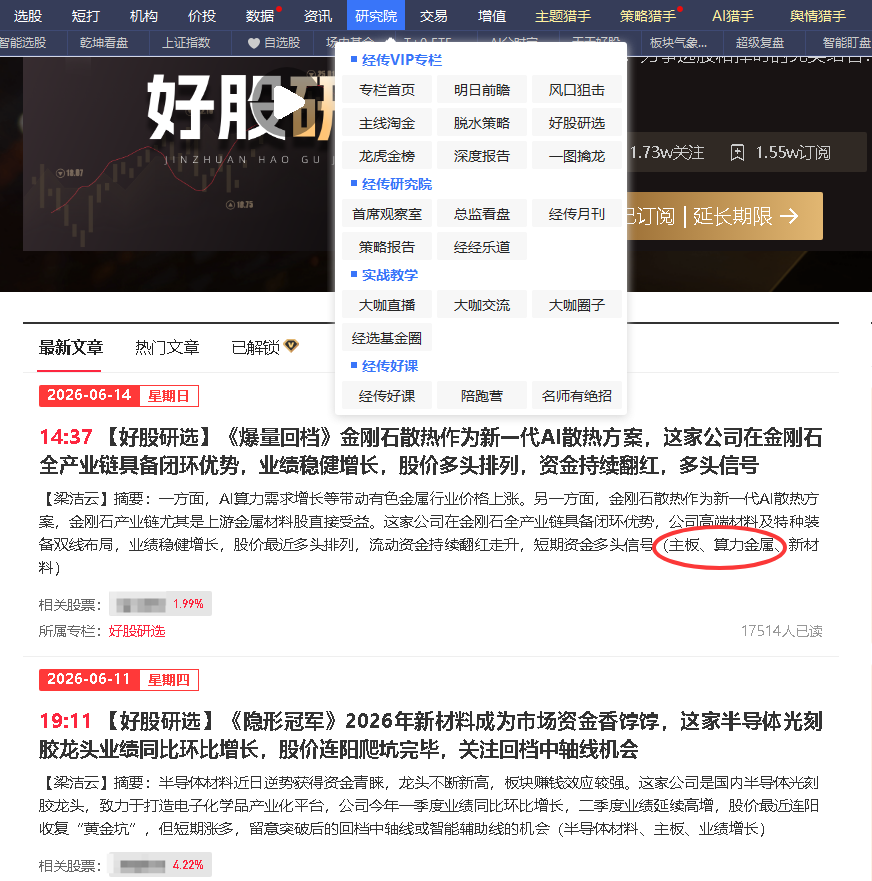 选股 短打 机构 价投 数据 资讯 研究院 交易 增值 主题猎手 策略猎手 AI猎手 舆情猎手
智能选股 乾坤看盘 上证指数 自选股 板块气象... 超级复盘 智能盯盘
经传VIP专栏
专栏首页 明日前瞻 风口狙击
主线淘金 脱水策略 好股研选
龙虎金榜 深度报告 一图擒龙
经传研究院
首席观察室 总监看盘 经传月刊
策略报告 经经乐道
实战教学
大咖直播 大咖交流 大咖圈子
经选基金圈
经传好课
经传好课 陪跑营 名师有绝招
好股研
JINZHUAN HAO GU
18.87
18.75
1.73w关注 1.55w订阅
已订阅 | 延长期限 →
最新文章 热门文章 已解锁
2026-06-14 星期日
14:37 【好股研选】《爆量回档》金刚石散热作为新一代AI散热方案，这家公司在金刚石
全产业链具备闭环优势，业绩稳健增长，股价多头排列，资金持续翻红，多头信号
【梁洁云】摘要：一方面，AI算力需求增长等带动有色金属行业价格上涨。另一方面，金刚石散热作为新一代AI散热方
案，金刚石产业链尤其是上游金属材料股直接受益。这家公司在金刚石全产业链具备闭环优势，公司高端材料及特种装
备双线布局，业绩稳健增长，股价最近多头排列，流动资金持续翻红走升，短期资金多头信号（主板、算力金属、新材
料）
相关股票： 1.99%
所属专栏：好股研选 17514人已读
2026-06-11 星期四
19:11 【好股研选】《隐形冠军》2026年新材料成为市场资金香饽饽，这家半导体光刻
胶龙头业绩同比环比增长，股价连阳爬坑完毕，关注回档中轴线机会
【梁洁云】摘要：半导体材料近日逆势获得资金青睐，龙头不断新高，板块赚钱效应较强。这家公司是国内半导体光刻
胶龙头，致力于打造电子化学品产业化平台，公司今年一季度业绩同比环比增长，二季度业绩延续高增，股价最近连阳
收复“黄金坑”，但短期涨多，留意突破后的回档中轴线或智能辅助线的机会（半导体材料、主板、业绩增长）
相关股票： 4.22%